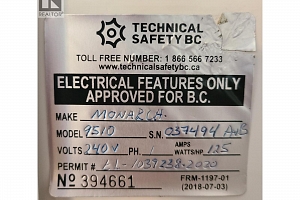 REALTOR
TECHNICAL
SAFETY BC
TOLL FREE NUMBER: 1 866 566 7233
www.technicalsafetybc.ca
ELECTRICAL FEATURES ONLY
APPROVED FOR B.C.
MAKE MONARCH
MODEL 9510 S.N. 037494 A+B
VOLTS 240V PH. 1 AMPS WATTS/HP. 125
PERMIT # EL-1037238-2020
No 394661 FRM-1197-01
(2018-07-03)